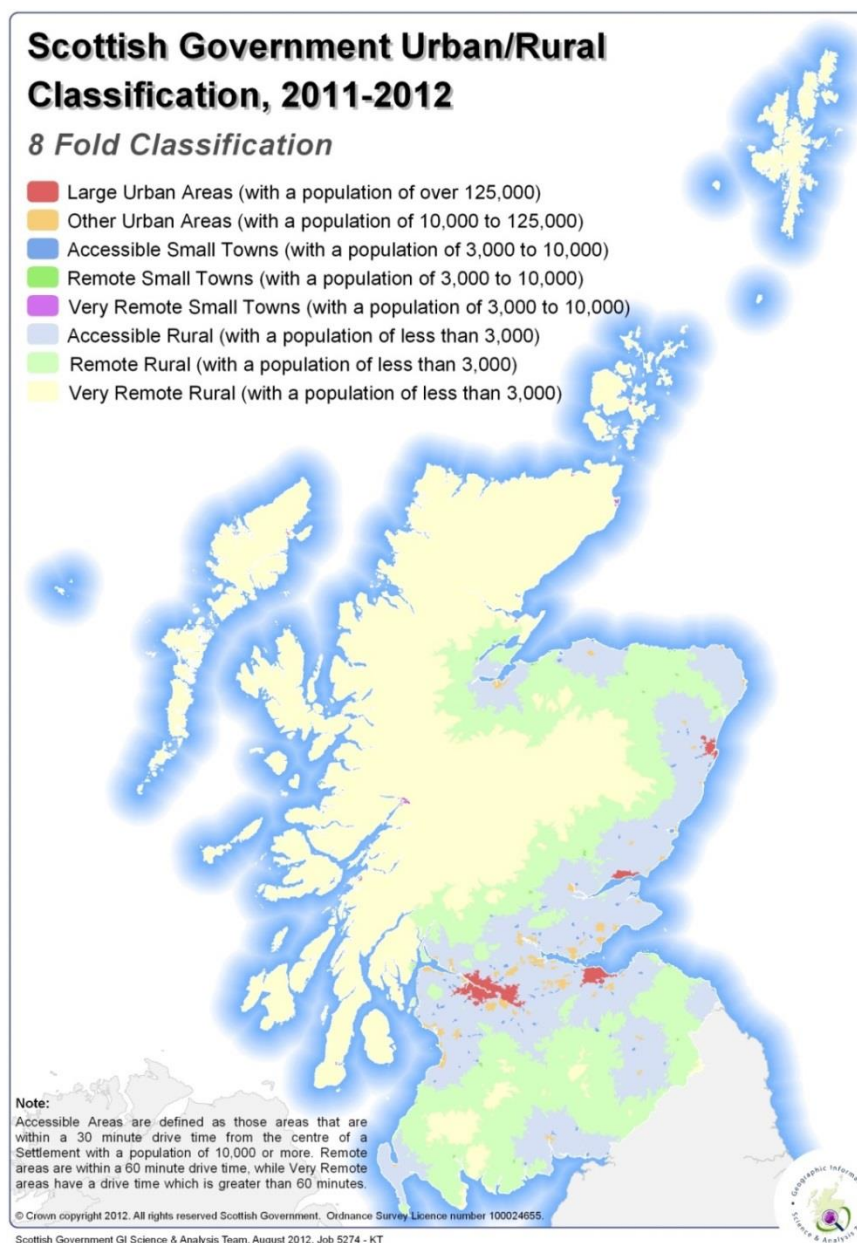 Scottish Government Urban/Rural
Classification, 2011-2012
8 Fold Classification
Large Urban Areas (with a population of over 125,000)
Other Urban Areas (with a population of 10,000 to 125,000)
Accessible Small Towns (with a population of 3,000 to 10,000)
Remote Small Towns (with a population of 3,000 to 10,000)
Very Remote Small Towns (with a population of 3,000 to 10,000)
Accessible Rural (with a population of less than 3,000)
Remote Rural (with a population of less than 3,000)
Very Remote Rural (with a population of less than 3,000)
Note:
Accessible Areas are defined as those areas that are
within a 30 minute drive time from the centre of a
Settlement with a population of 10,000 or more. Remote
areas are within a 60 minute drive time, while Very Remote
areas have a drive time which is greater than 60 minutes.
© Crown copyright 2012. All rights reserved Scottish Government. Ordnance Survey Licence number 100024655.
Scottish Government GI Science & Analysis Team, August 2012, Job 5274 - KT
Geographic Informa
Science & Analysis T